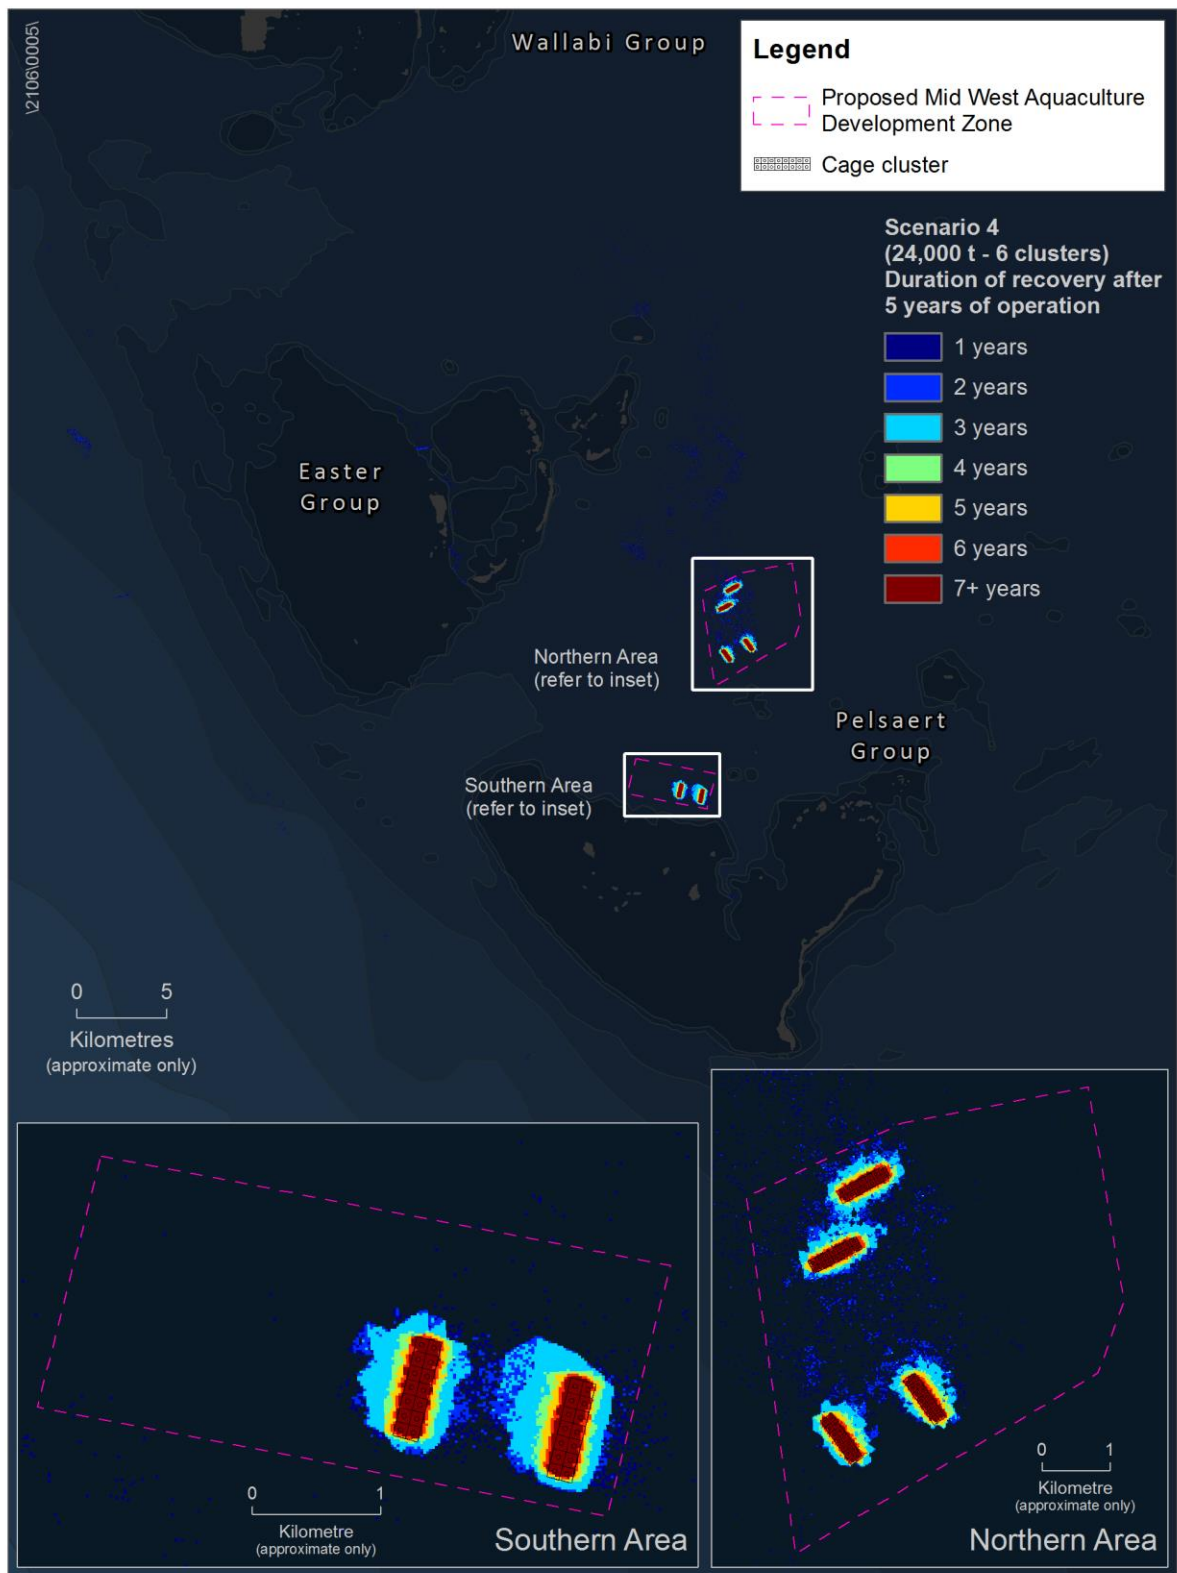 \2106\0005\
Wallabi Group
Legend
Proposed Mid West Aquaculture
Development Zone
Cage cluster
Scenario 4
(24,000 t - 6 clusters)
Duration of recovery after
5 years of operation
1 years
2 years
3 years
4 years
5 years
6 years
7+ years
Easter
Group
Northern Area
(refer to inset)
Pelsaert
Group
Southern Area
(refer to inset)
0 5
Kilometres
(approximate only)
0 1
Kilometre
(approximate only)
Southern Area
0 1
Kilometre
(approximate only)
Northern Area